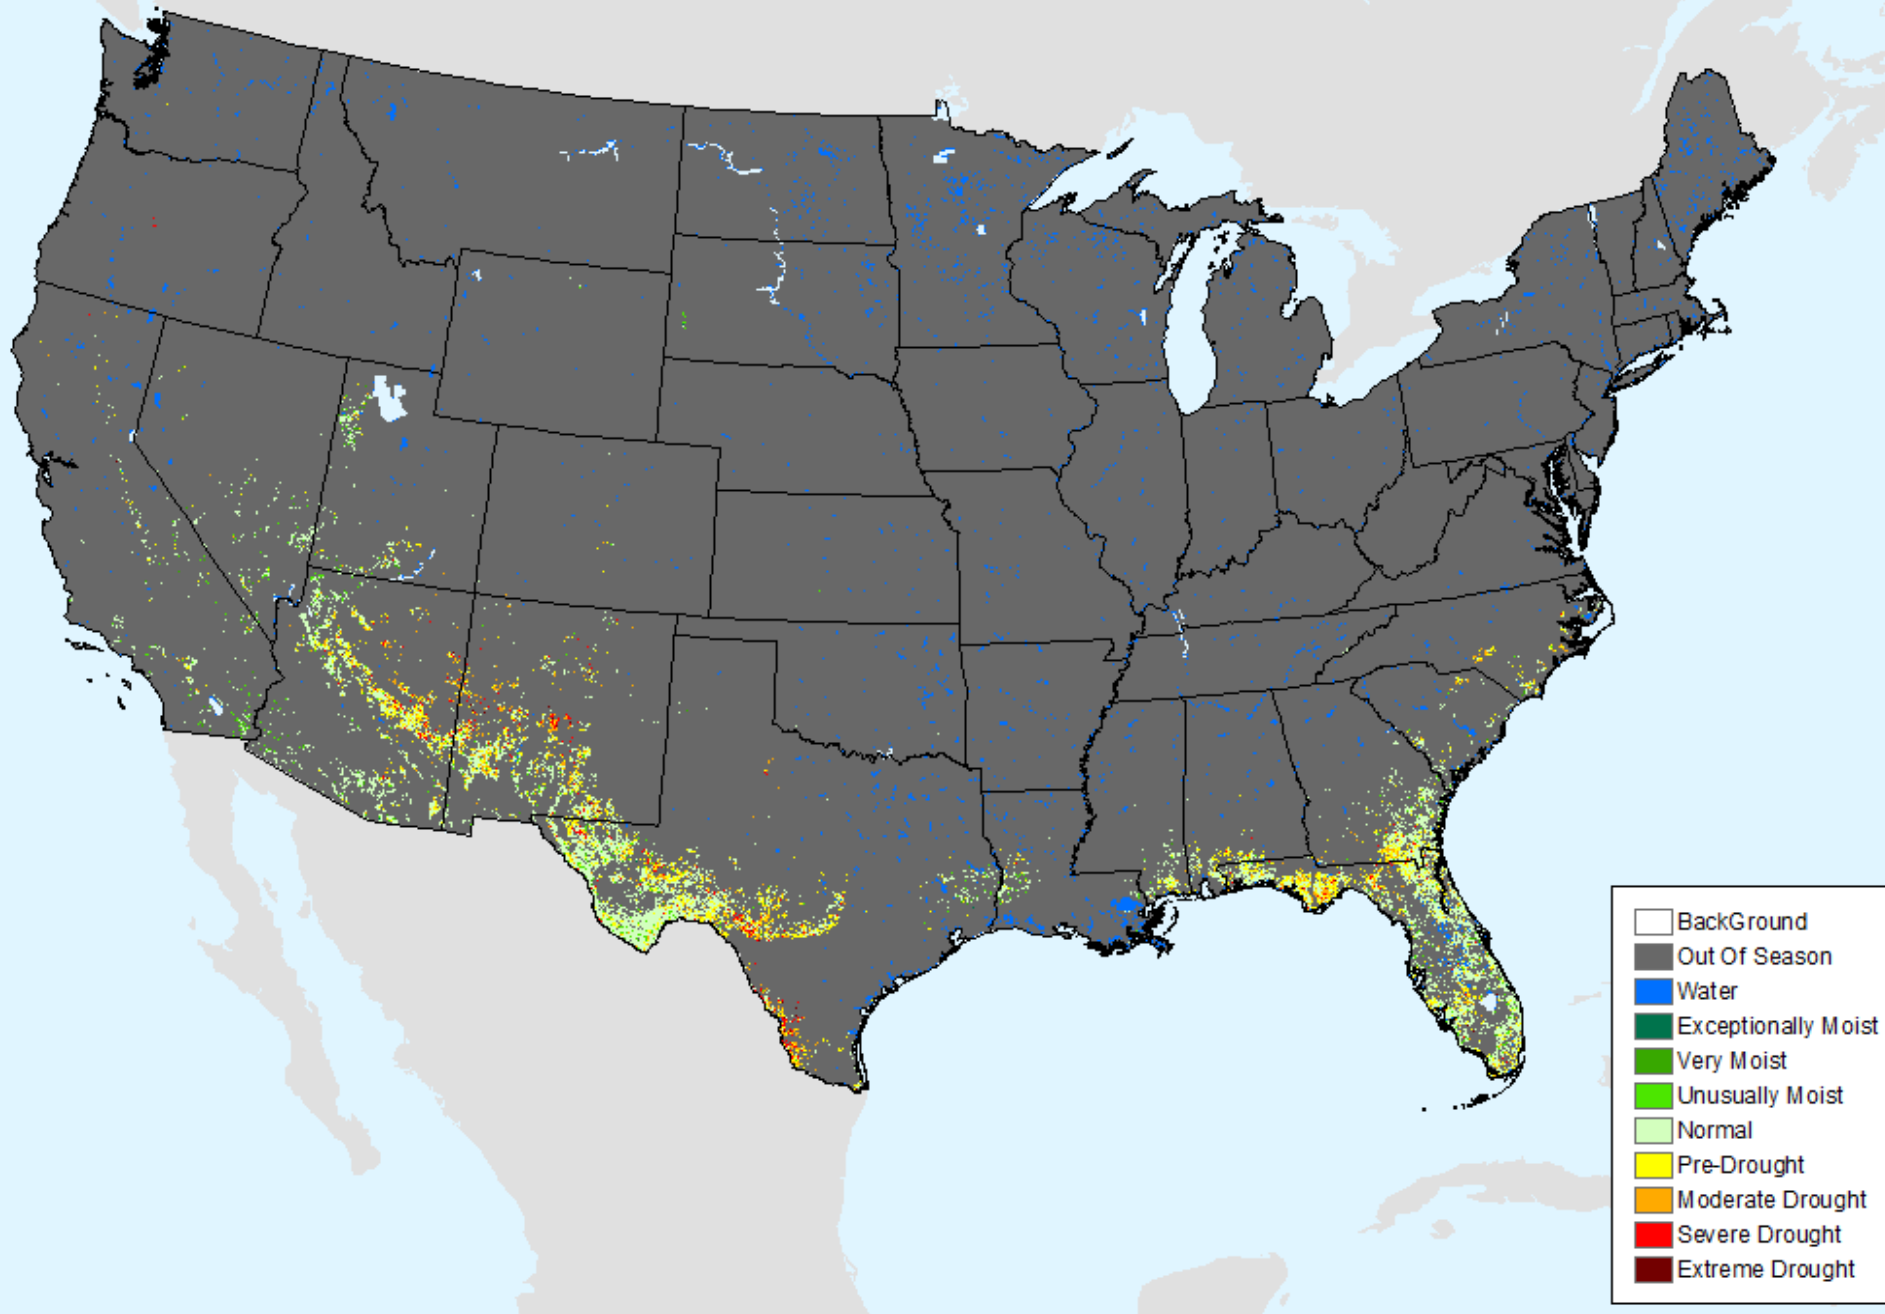 BackGround
Out Of Season
Water
Exceptionally Moist
Very Moist
Unusually Moist
Normal
Pre-Drought
Moderate Drought
Severe Drought
Extreme Drought